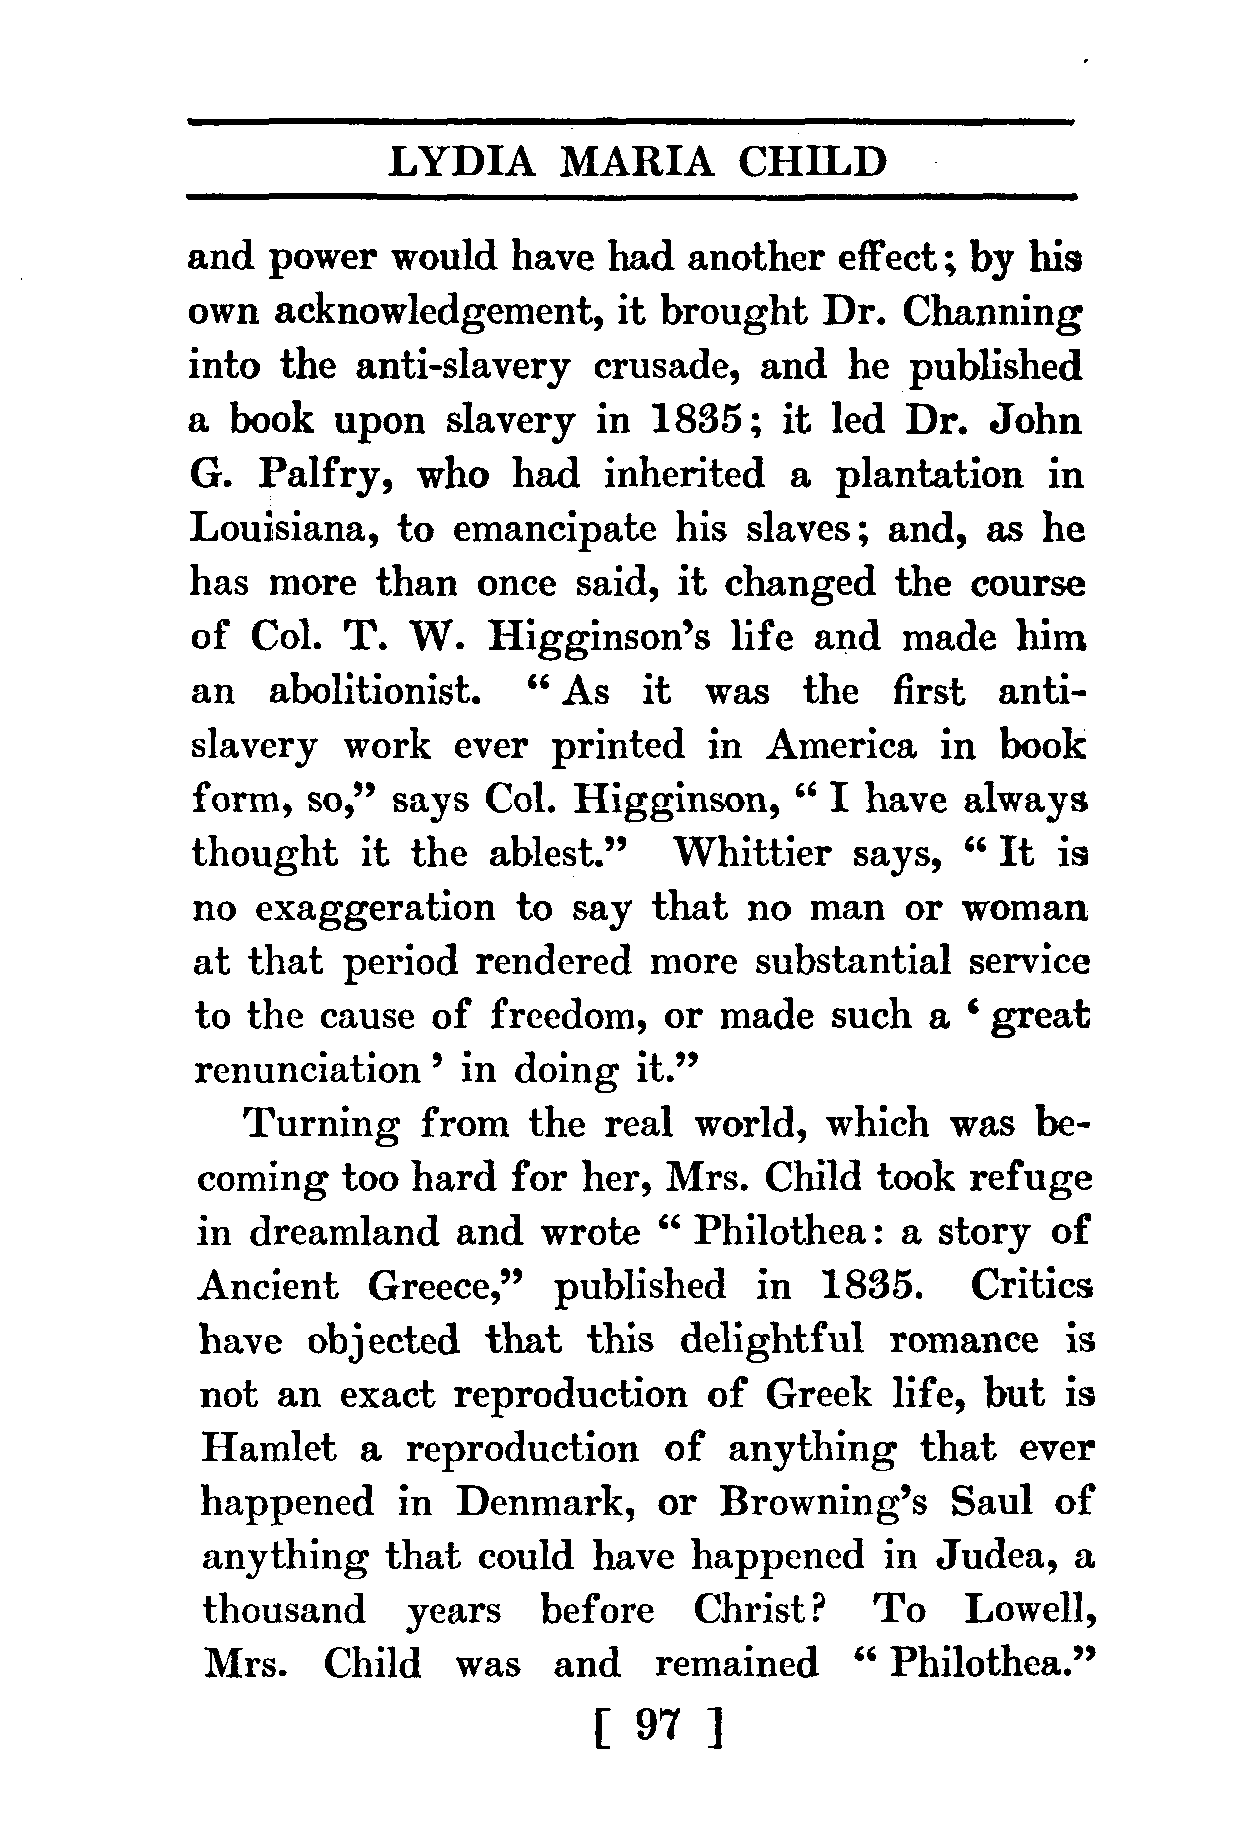 LYDIA MARIA CHILD
and power would have had another effect; by his
own acknowledgement, it brought Dr. Channing
into the anti-slavery crusade, and he published
a book upon slavery in 1835; it led Dr. John
G. Palfry, who had inherited a plantation in
Louisiana, to emancipate his slaves; and, as he
has more than once said, it changed the course
of Col. T. W. Higginson's life and made him
an abolitionist. "As it was the first anti-
slavery work ever printed in America in book
form, so," says Col. Higginson, "I have always
thought it the ablest." Whittier says, "It is
no exaggeration to say that no man or woman
at that period rendered more substantial service
to the cause of freedom, or made such a 'great
renunciation' in doing it."
Turning from the real world, which was be-
coming too hard for her, Mrs. Child took refuge
in dreamland and wrote "Philothea: a story of
Ancient Greece," published in 1835. Critics
have objected that this delightful romance is
not an exact reproduction of Greek life, but is
Hamlet a reproduction of anything that ever
happened in Denmark, or Browning's Saul of
anything that could have happened in Judea, a
thousand years before Christ? To Lowell,
Mrs. Child was and remained "Philothea."
[ 97 ]